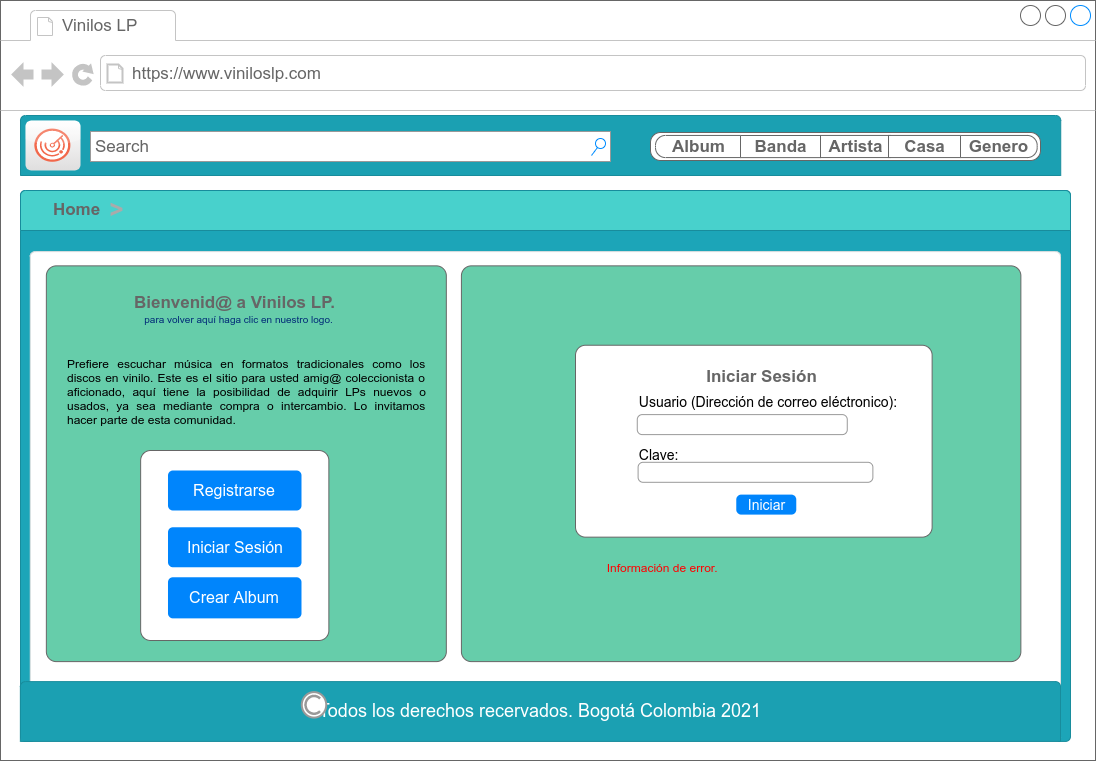 Vinilos LP
https://www.viniloslp.com
Search
Album Banda Artista Casa Genero
Home >
Bienvenid@ a Vinilos LP.
para volver aquí haga clic en nuestro logo.
Prefiere escuchar música en formatos tradicionales como los
discos en vinilo. Este es el sitio para usted amig@ coleccionista o
aficionado, aquí tiene la posibilidad de adquirir LPs nuevos o
usados, ya sea mediante compra o intercambio. Lo invitamos
hacer parte de esta comunidad.
Registrarse
Iniciar Sesión
Crear Album
Iniciar Sesión
Usuario (Dirección de correo eléctronico):
Clave:
Iniciar
Información de error.
©Todos los derechos recervados. Bogotá Colombia 2021